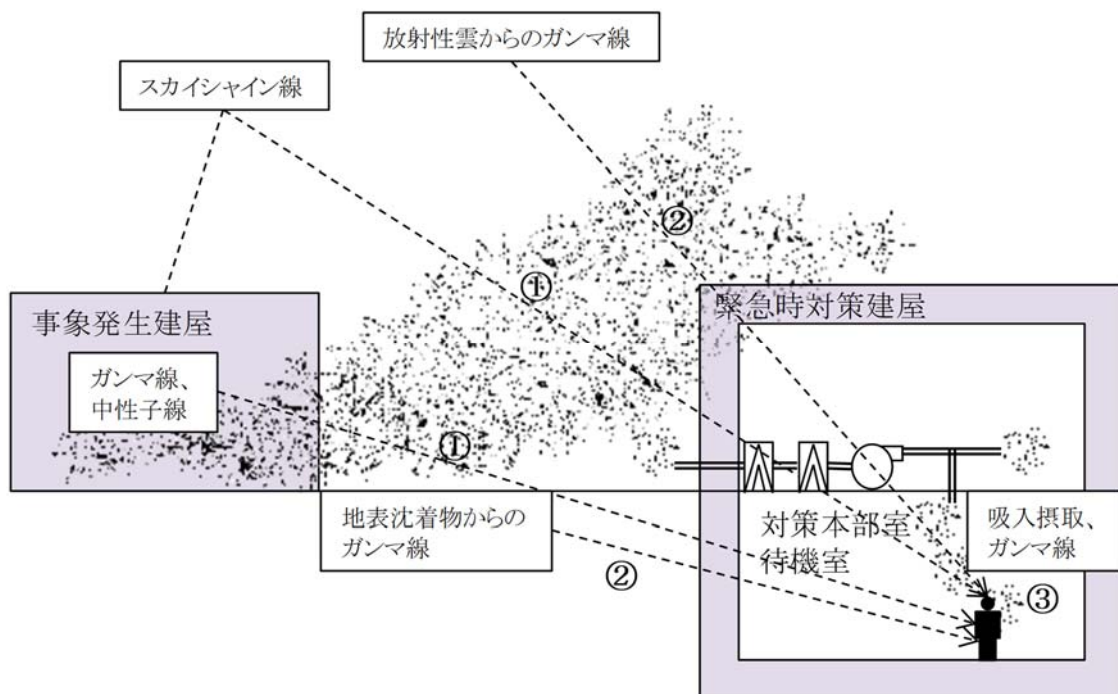 放射性雲からのガンマ線
スカイシャイン線
②
①
事象発生建屋
緊急時対策建屋
ガンマ線、
中性子線
①
地表沈着物からの
ガンマ線
②
対策本部室
待機室
吸入摂取、
ガンマ線
③